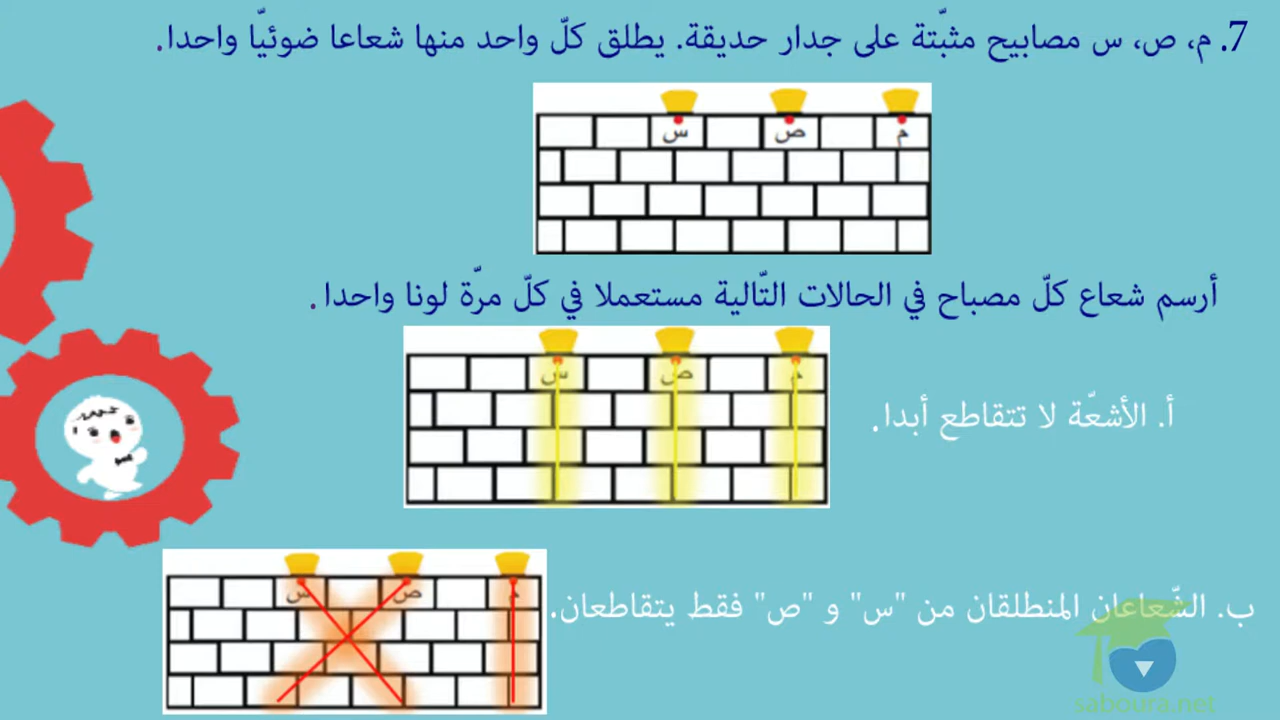 7. م، ص، س مصابيح مثبّتة على جدار حديقة. يطلق كلّ واحد منها شعاعا ضوئيّا واحدا.
م ص س
أرسم شعاع كلّ مصباح في الحالات التّالية مستعملا في كلّ مرّة لونا واحدا.
م ص س
أ. الأشعّة لا تتقاطع أبدا.
م ص س
ب. الشّعاعان المنطلقان من "س" و "ص" فقط يتقاطعان.
saboura.net